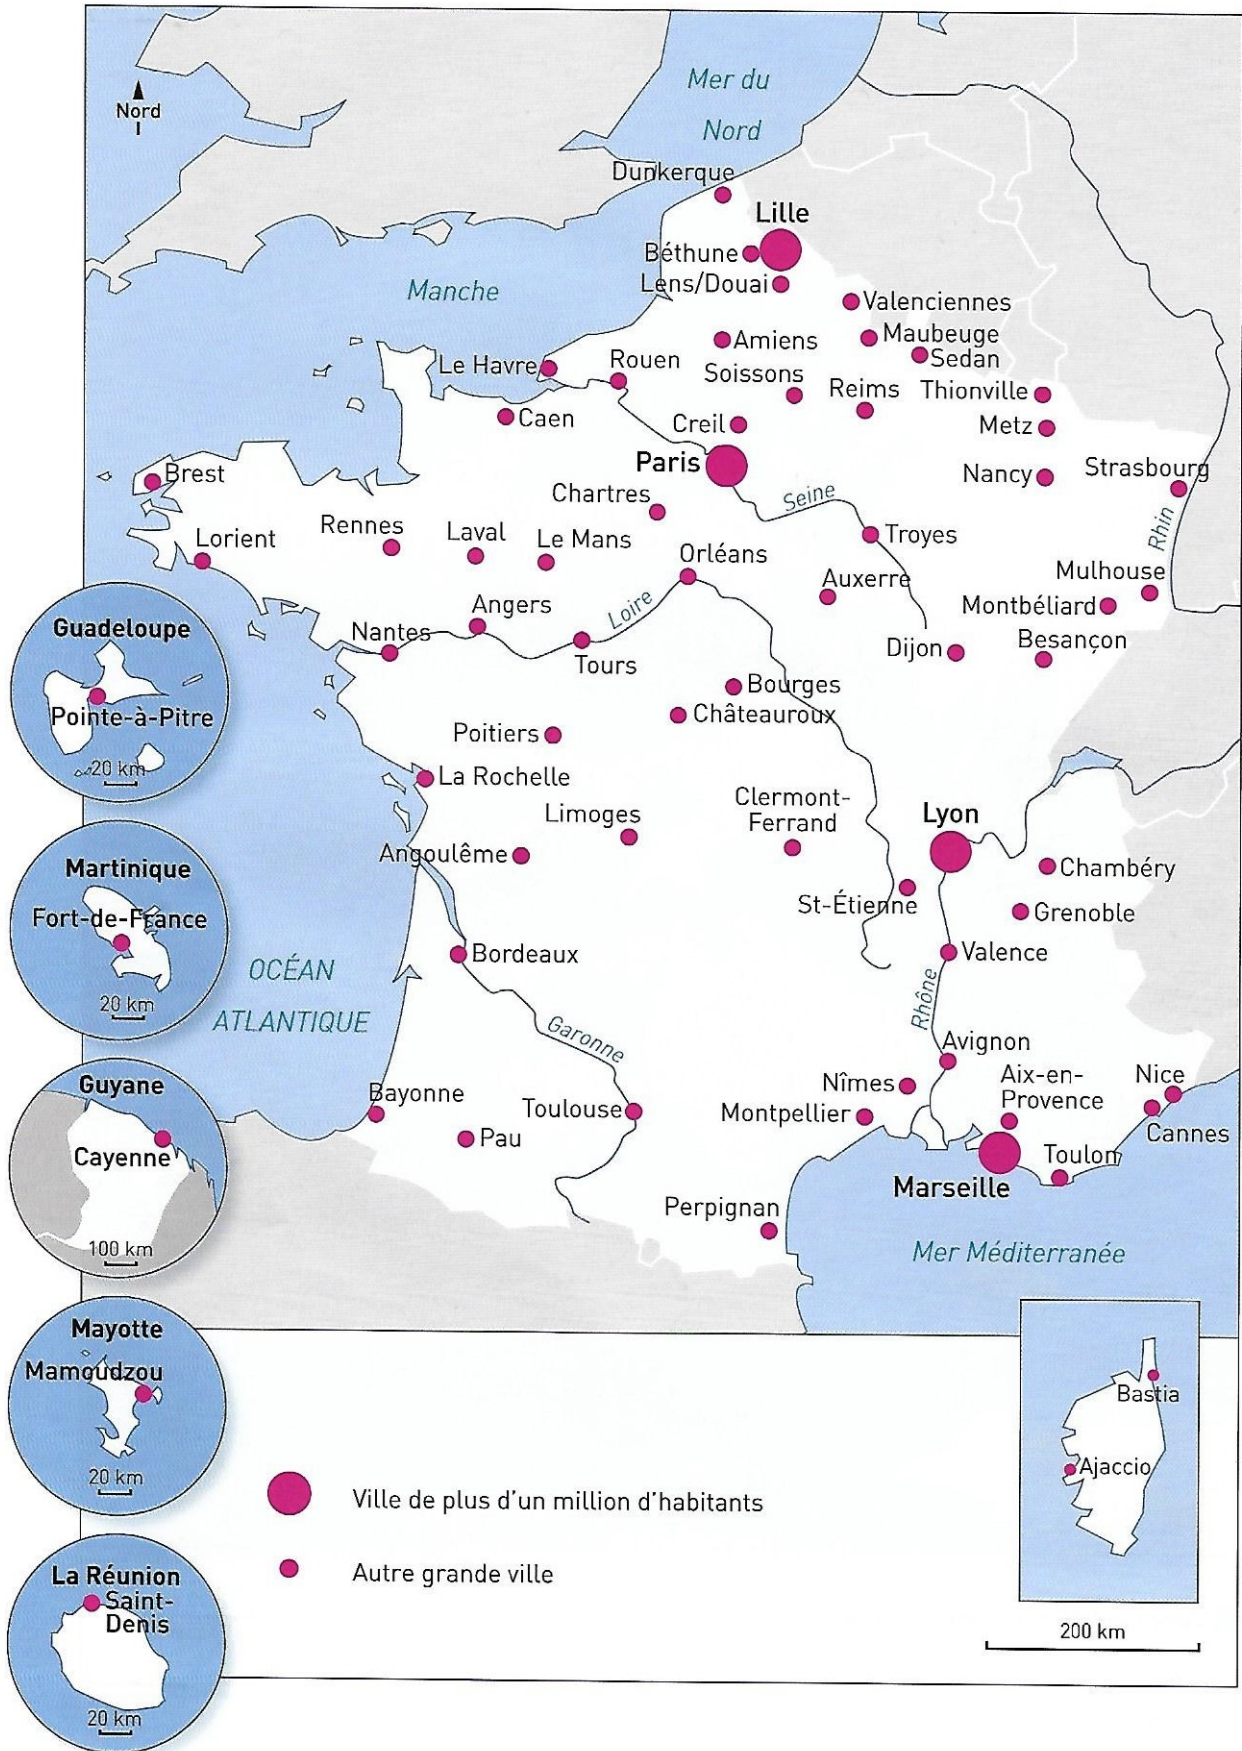 Mer du
Nord
Nord
Dunkerque
Lille
Béthune
Lens/Douai
Manche
Valenciennes
Maubeuge
Amiens
Sedan
Le Havre
Rouen
Soissons
Reims
Thionville
Caen
Creil
Metz
Paris
Brest
Nancy
Strasbourg
Chartres
Seine
Rennes
Laval
Le Mans
Troyes
Rhin
Lorient
Orléans
Auxerre
Mulhouse
Angers
Loire
Montbéliard
Nantes
Dijon
Besançon
Tours
Bourges
Châteauroux
Poitiers
La Rochelle
Limoges
Clermont-
Ferrand
Lyon
Angoulême
Chambéry
St-Étienne
Grenoble
Bordeaux
Valence
OCÉAN
ATLANTIQUE
Garonne
Rhône
Avignon
Nîmes
Aix-en-
Provence
Nice
Bayonne
Toulouse
Montpellier
Cannes
Pau
Toulon
Marseille
Perpignan
Mer Méditerranée
Guadeloupe
Pointe-à-Pitre
20 km
Martinique
Fort-de-France
20 km
Guyane
Cayenne
100 km
Mayotte
Mamoudzou
20 km
La Réunion
Saint-
Denis
20 km
Ville de plus d'un million d'habitants
Autre grande ville
Bastia
Ajaccio
200 km